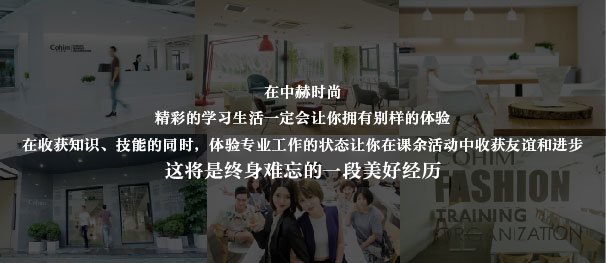 Cohim
在中赫时尚
精彩的学习生活一定会让你拥有别样的体验
在收获知识、技能的同时，体验专业工作的状态让你在课余活动中收获友谊和进步
这将是终身难忘的一段美好经历
Cohim
COHIM
FASHION
TRAINING
ORGANIZATION